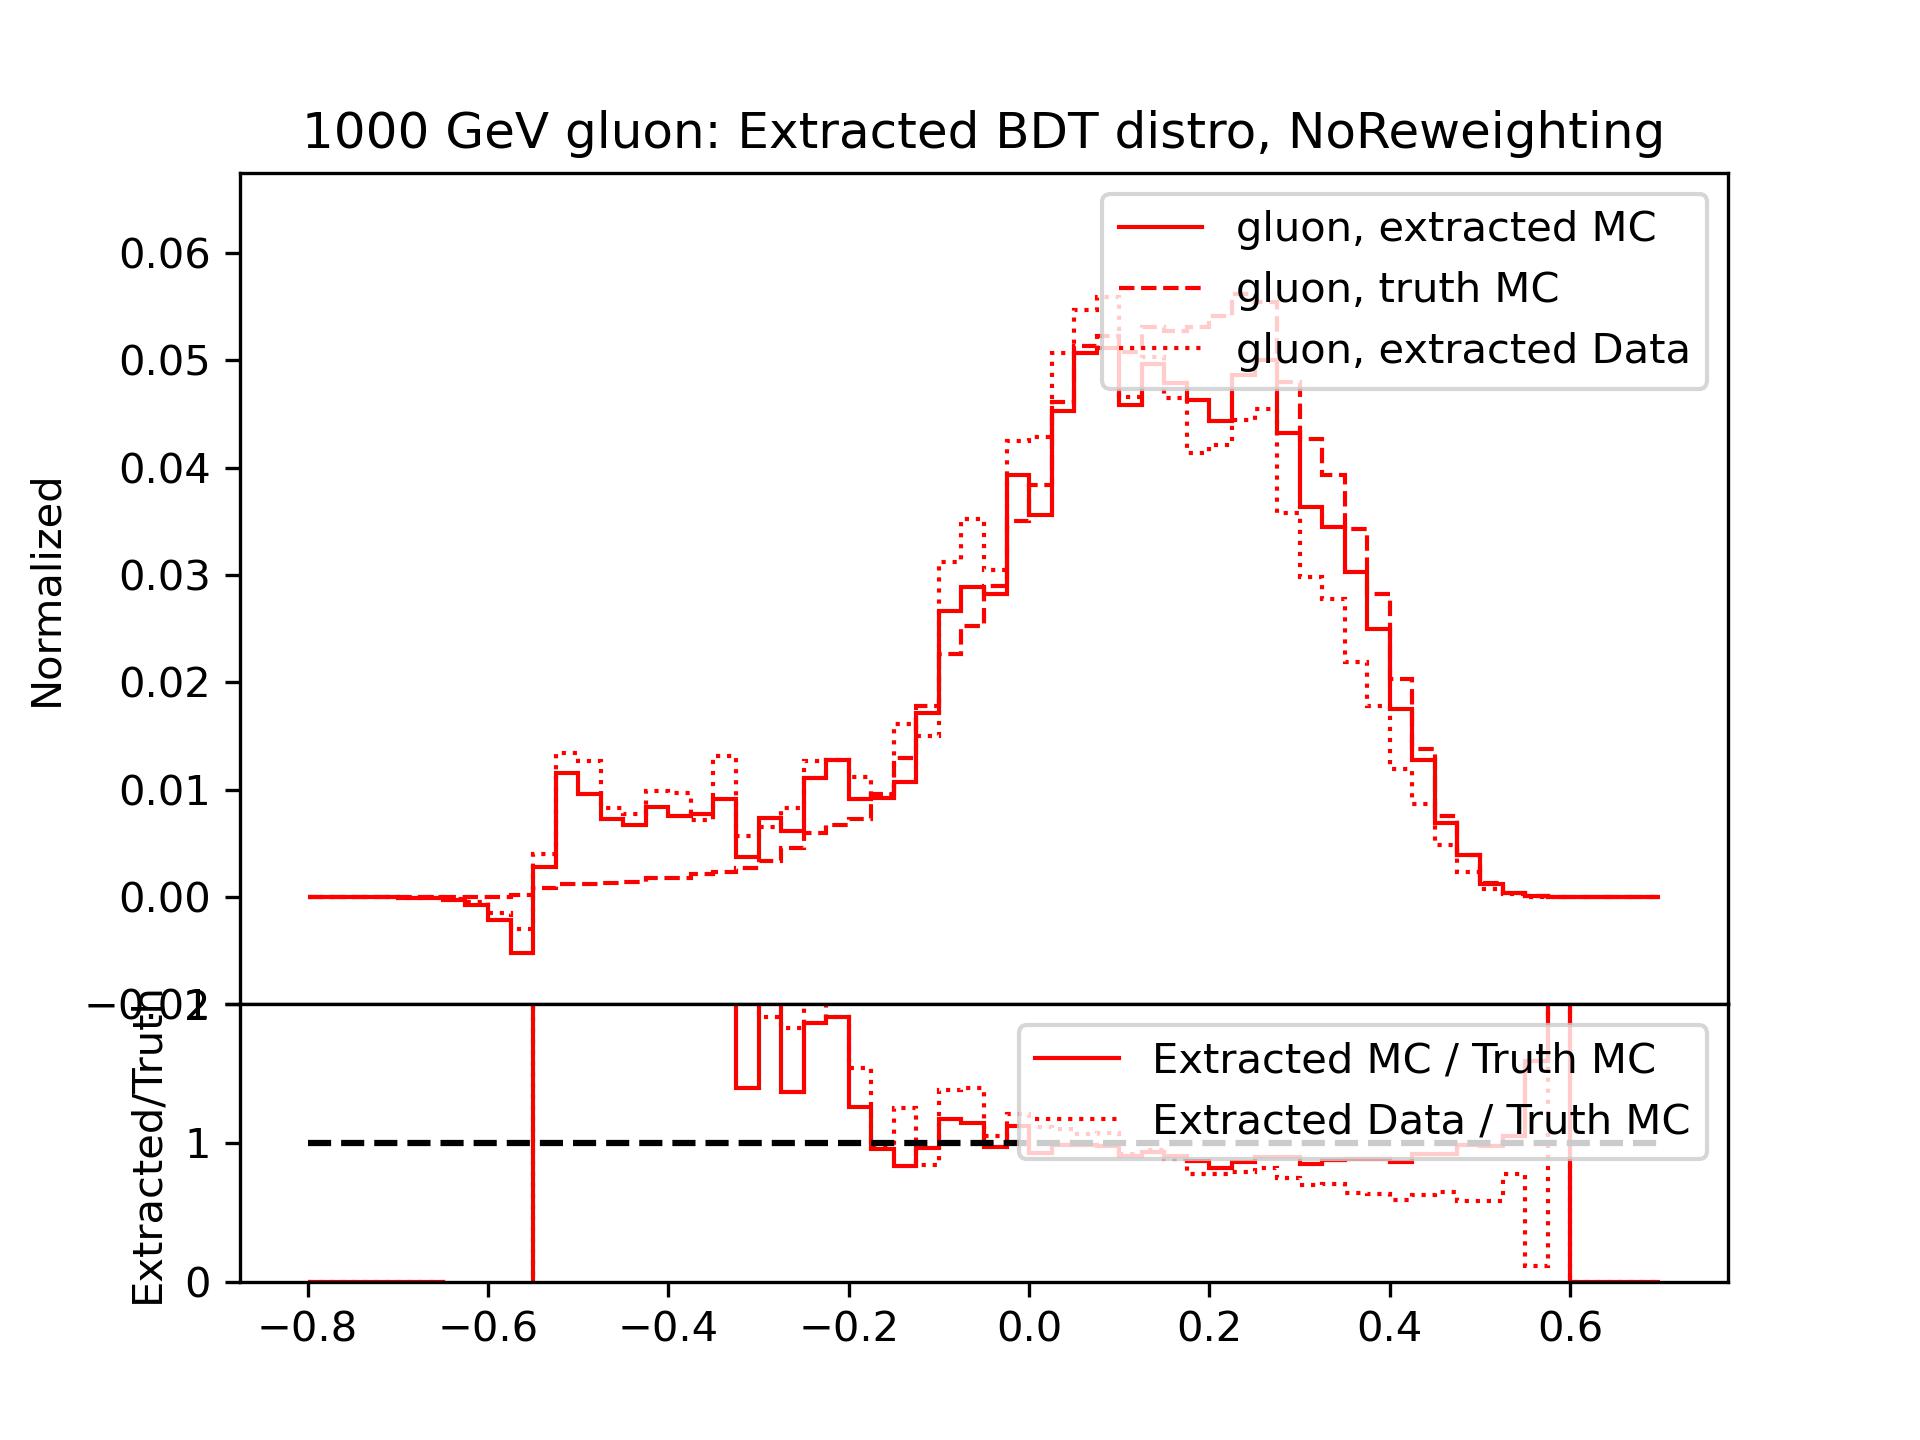 1000 GeV gluon: Extracted BDT distro, NoReweighting
Normalized
0.06
0.05
0.04
0.03
0.02
0.01
0.00
−0.01
gluon, extracted MC
gluon, truth MC
gluon, extracted Data
Extracted/Truth
2
1
0
Extracted MC / Truth MC
Extracted Data / Truth MC
−0.8 −0.6 −0.4 −0.2 0.0 0.2 0.4 0.6